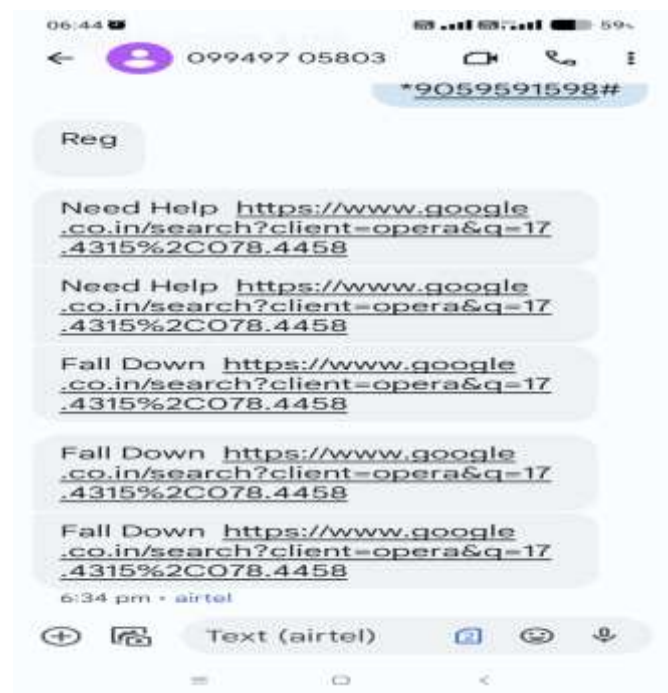 06:44 59%
099497 05803
*9059591598#
Reg
Need Help https://www.google
.co.in/search?client=opera&q=17
.4315%2C078.4458
Need Help https://www.google
.co.in/search?client=opera&q=17
.4315%2C078.4458
Fall Down https://www.google
.co.in/search?client=opera&q=17
.4315%2C078.4458
Fall Down https://www.google
.co.in/search?client=opera&q=17
.4315%2C078.4458
Fall Down https://www.google
.co.in/search?client=opera&q=17
.4315%2C078.4458
6:34 pm • airtel
Text (airtel) 2